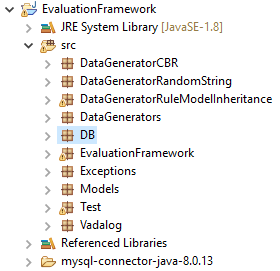 EvaluationFramework
JRE System Library [JavaSE-1.8]
src
DataGeneratorCBR
DataGeneratorRandomString
DataGeneratorRuleModelInheritance
DataGenerators
DB
EvaluationFramework
Exceptions
Models
Test
Vadalog
Referenced Libraries
mysql-connector-java-8.0.13